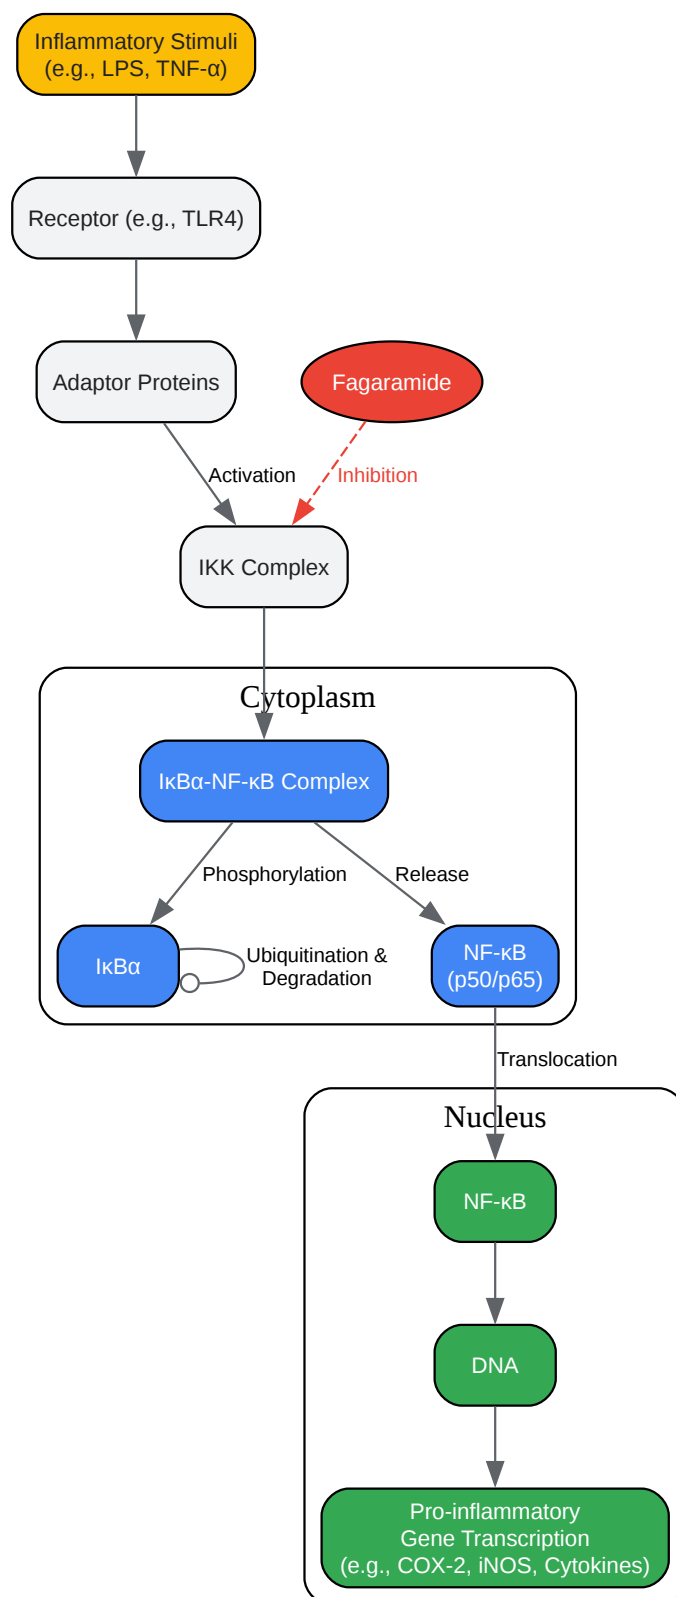 Inflammatory Stimuli
(e.g., LPS, TNF-α)
Receptor (e.g., TLR4)
Adaptor Proteins
Fagaramide
Activation
Inhibition
IKK Complex
Cytoplasm
IκBα-NF-κB Complex
Phosphorylation
Release
IκBα
Ubiquitination &
Degradation
NF-κB
(p50/p65)
Translocation
Nucleus
NF-κB
DNA
Pro-inflammatory
Gene Transcription
(e.g., COX-2, iNOS, Cytokines)